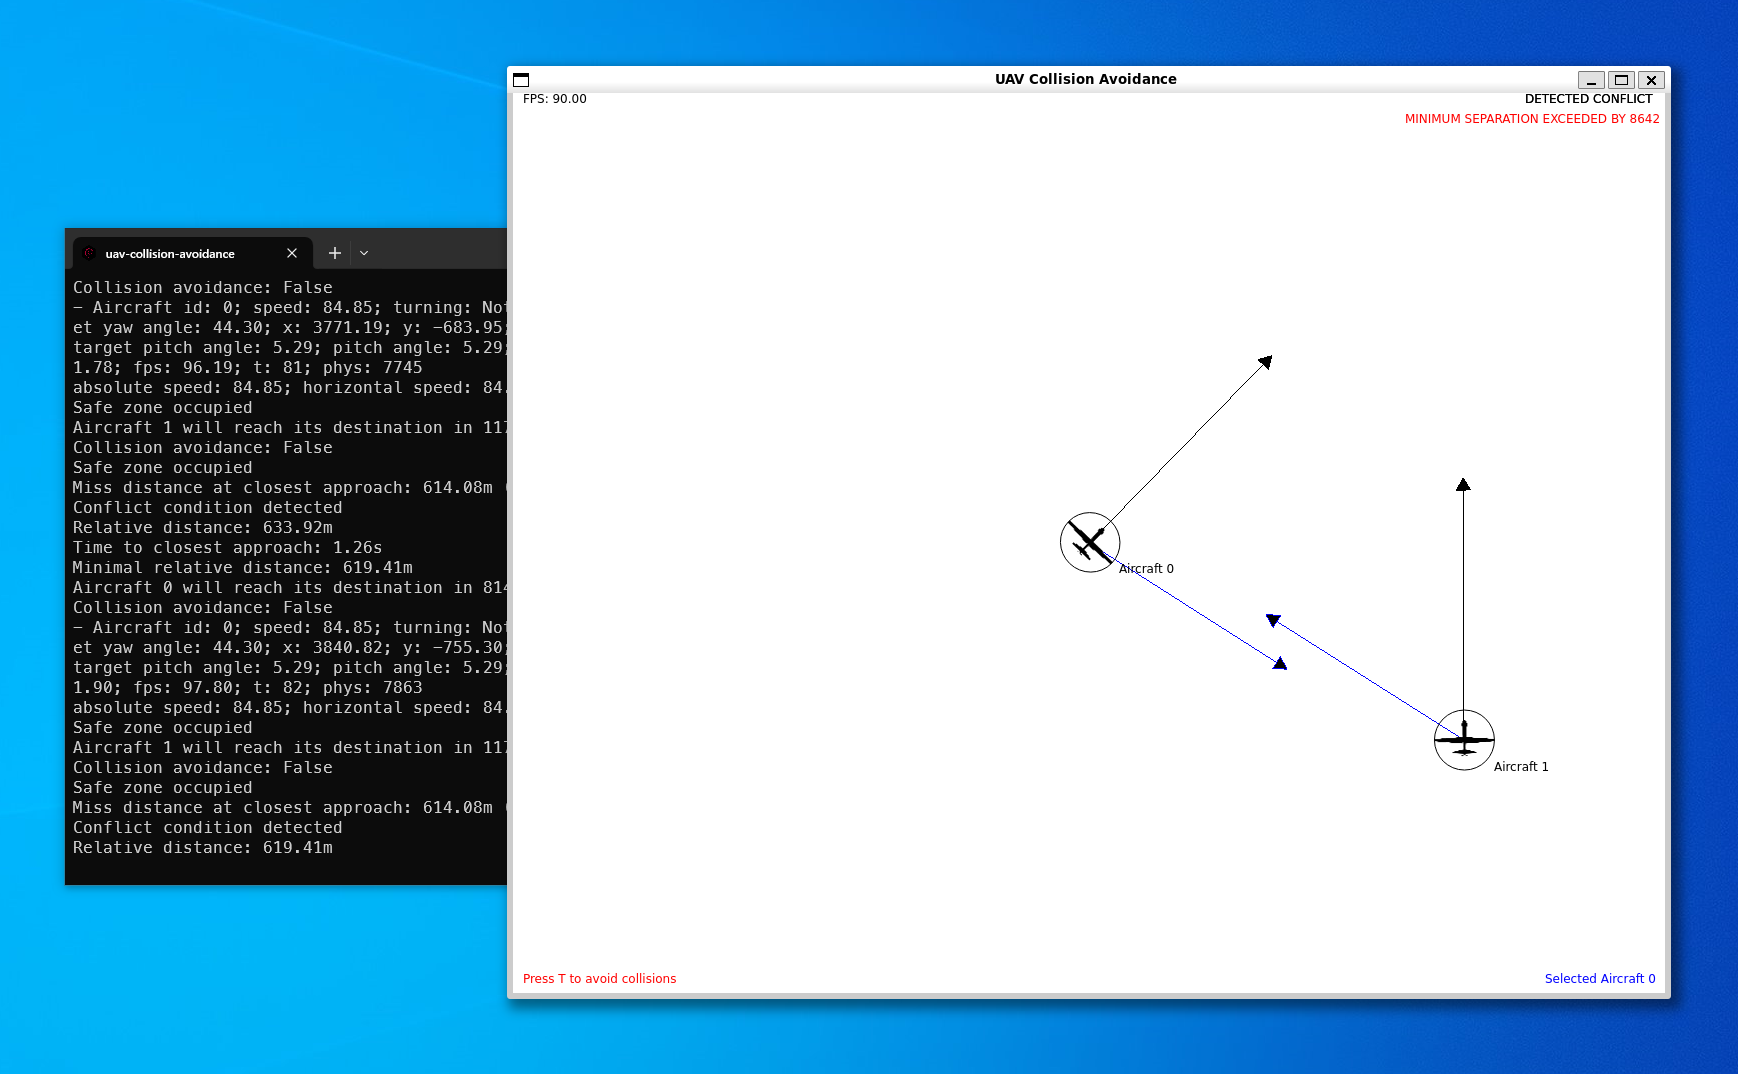 UAV Collision Avoidance
FPS: 90.00
DETECTED CONFLICT
MINIMUM SEPARATION EXCEEDED BY 8642
uav-collision-avoidance
Collision avoidance: False
− Aircraft id: 0; speed: 84.85; turning:
et yaw angle: 44.30; x: 3771.19; y: −683.95;
target pitch angle: 5.29; pitch angle: 5.29;
1.78; fps: 96.19; t: 81; phys: 7745
absolute speed: 84.85; horizontal speed: 84.
Safe zone occupied
Aircraft 1 will reach its destination in 117
Collision avoidance: False
Safe zone occupied
Miss distance at closest approach: 614.08m
Conflict condition detected
Relative distance: 633.92m
Time to closest approach: 1.26s
Minimal relative distance: 619.41m
Aircraft 0 will reach its destination in 814
Collision avoidance: False
− Aircraft id: 0; speed: 84.85; turning:
et yaw angle: 44.30; x: 3840.82; y: −755.30;
target pitch angle: 5.29; pitch angle: 5.29;
1.90; fps: 97.80; t: 82; phys: 7863
absolute speed: 84.85; horizontal speed: 84.
Safe zone occupied
Aircraft 1 will reach its destination in 117
Collision avoidance: False
Safe zone occupied
Miss distance at closest approach: 614.08m
Conflict condition detected
Relative distance: 619.41m
Aircraft 0
Aircraft 1
Press T to avoid collisions
Selected Aircraft 0